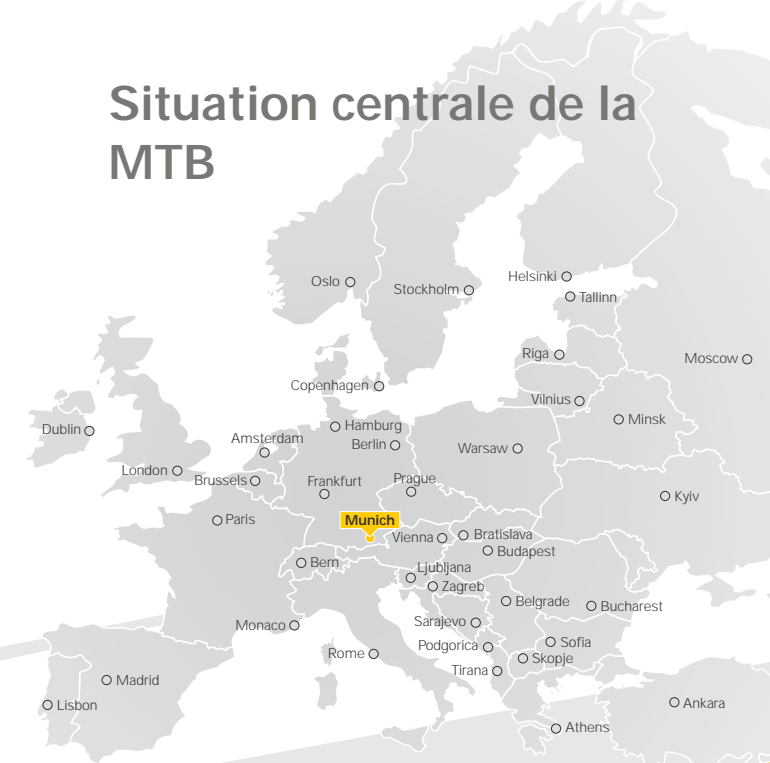 Situation centrale de la
MTB
Helsinki
Oslo
Stockholm
Tallinn
Riga
Moscow
Copenhagen
Vilnius
Minsk
Hamburg
Dublin
Amsterdam
Berlin
Warsaw
London
Brussels
Frankfurt
Prague
Kyiv
Paris
Munich
Vienna
Bratislava
Budapest
Bern
Ljubljana
Zagreb
Belgrade
Bucharest
Monaco
Sarajevo
Sofia
Podgorica
Rome
Skopje
Tirana
Madrid
Lisbon
Ankara
Athens